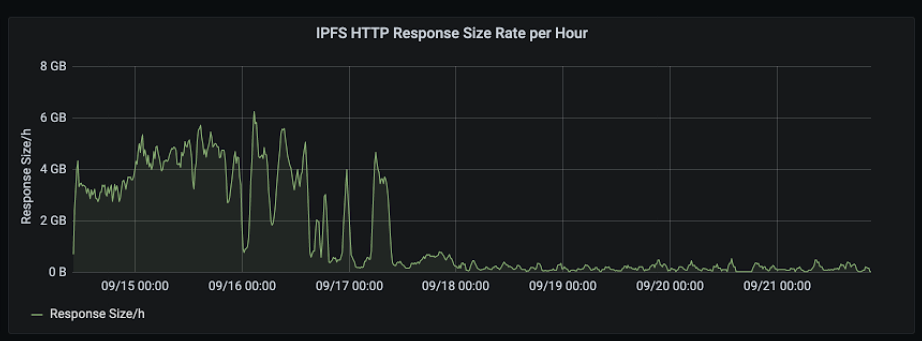 IPFS HTTP Response Size Rate per Hour
8 GB
6 GB
4 GB
2 GB
0 B
Response Size/h
09/15 00:00 09/16 00:00 09/17 00:00 09/18 00:00 09/19 00:00 09/20 00:00 09/21 00:00
Response Size/h